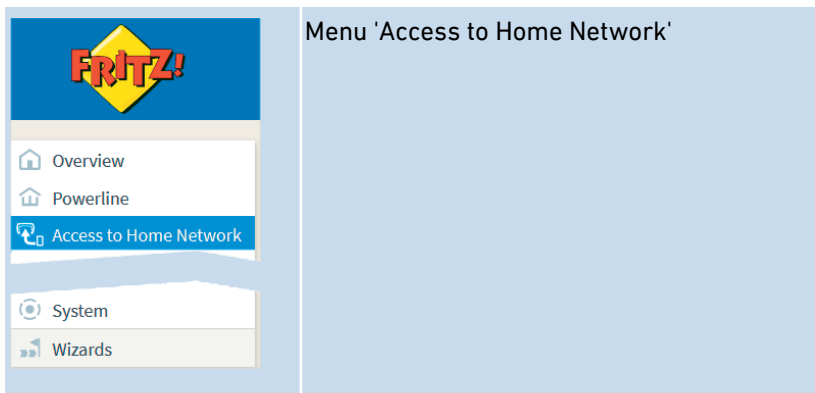 FRITZ!
Overview
Powerline
Access to Home Network
System
Wizards
Menu 'Access to Home Network'